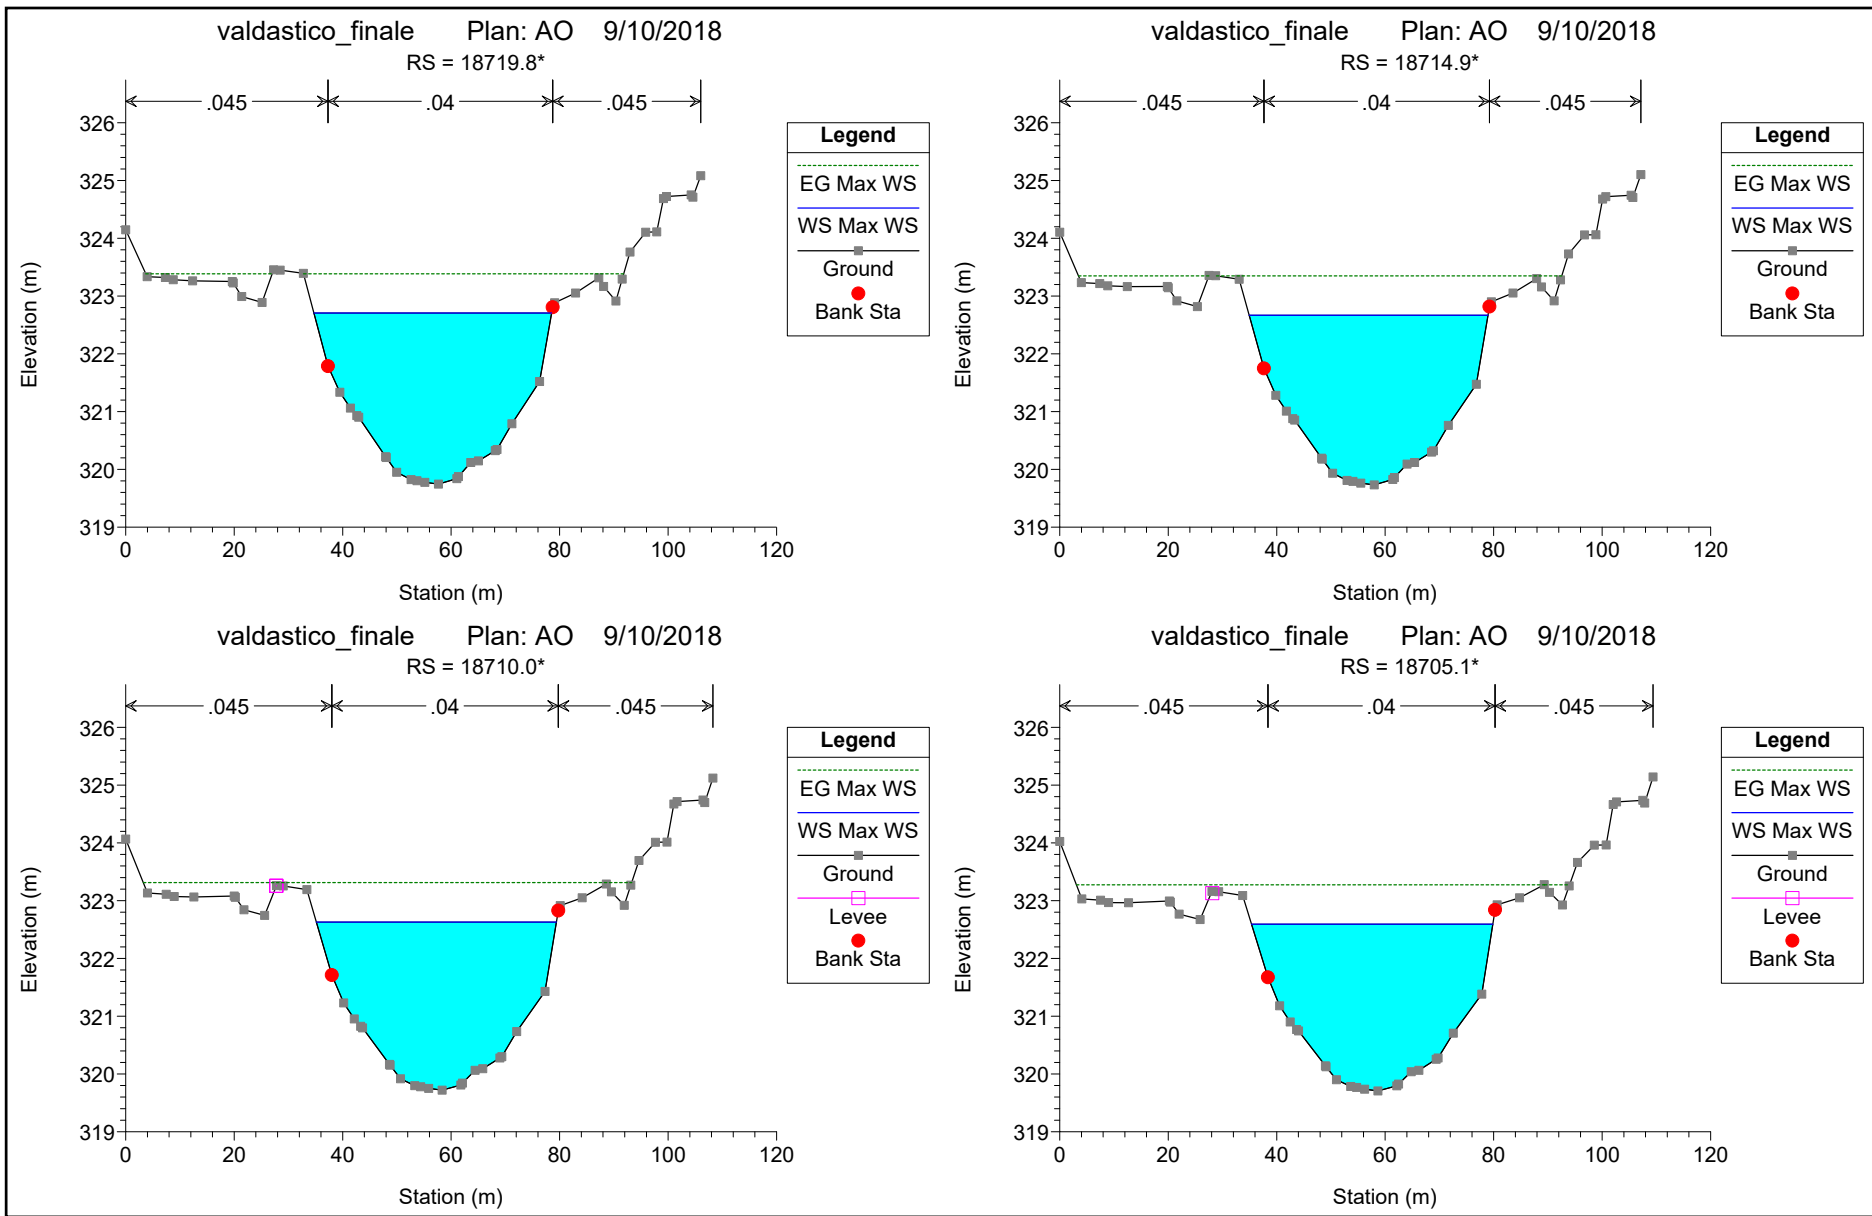 valdastico_finale Plan: AO 9/10/2018
RS = 18719.8*
.045 .04 .045
326
325
324
323
322
321
320
319
0 20 40 60 80 100 120
Elevation (m)
Station (m)
Legend
EG Max WS
WS Max WS
Ground
Bank Sta
valdastico_finale Plan: AO 9/10/2018
RS = 18714.9*
.045 .04 .045
326
325
324
323
322
321
320
319
0 20 40 60 80 100 120
Elevation (m)
Station (m)
Legend
EG Max WS
WS Max WS
Ground
Bank Sta
valdastico_finale Plan: AO 9/10/2018
RS = 18710.0*
.045 .04 .045
326
325
324
323
322
321
320
319
0 20 40 60 80 100 120
Elevation (m)
Station (m)
Legend
EG Max WS
WS Max WS
Ground
Levee
Bank Sta
valdastico_finale Plan: AO 9/10/2018
RS = 18705.1*
.045 .04 .045
326
325
324
323
322
321
320
319
0 20 40 60 80 100 120
Elevation (m)
Station (m)
Legend
EG Max WS
WS Max WS
Ground
Levee
Bank Sta